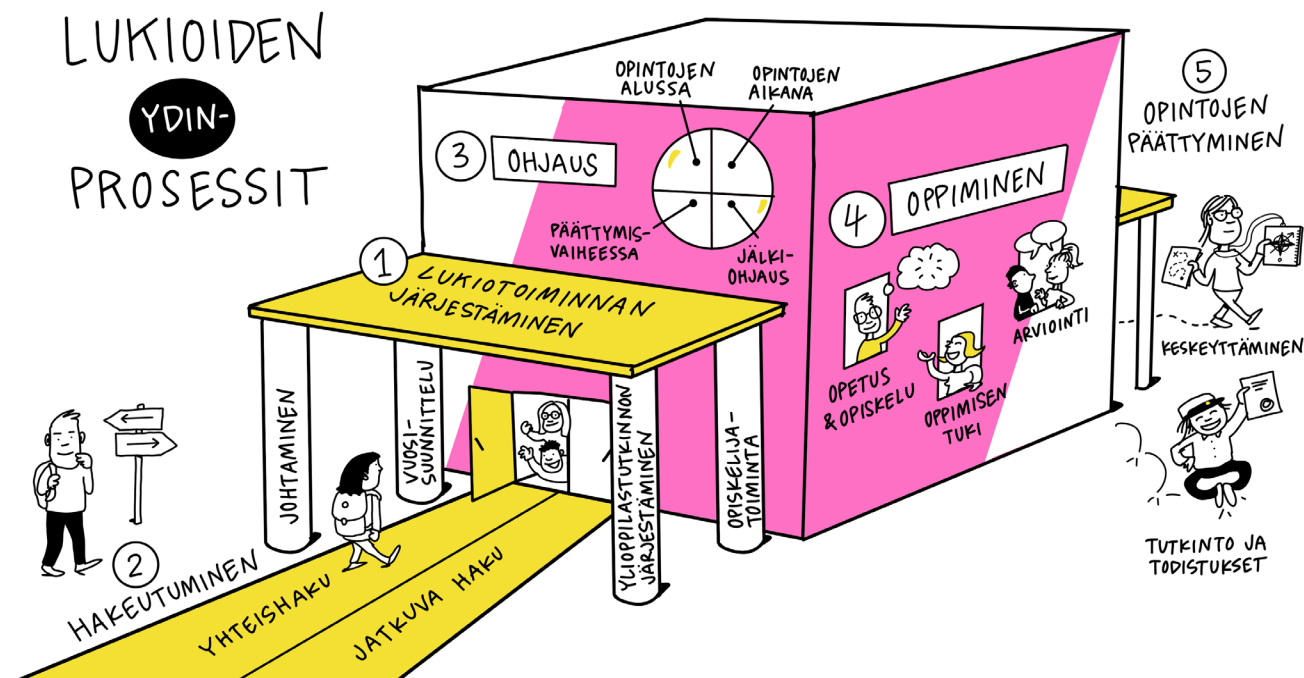 LUKIOIDEN
YDIN-
PROSESSIT
1
LUKIOTOIMINNAN
JÄRJESTÄMINEN
JOHTAMINEN
VUOSI-
SUUNNITTELU
YLIOPPILASTUTKINNON
JÄRJESTÄMINEN
OPISKELIJA-
TOIMINTA
2
HAKEUTUMINEN
YHTEISHAKU
JATKUVA HAKU
3
OHJAUS
OPINTOJEN
ALUSSA
OPINTOJEN
AIKANA
PÄÄTTYMIS-
VAIHEESSA
JÄLKI-
OHJAUS
4
OPPIMINEN
OPETUS
& OPISKELU
OPPIMISEN
TUKI
ARVIOINTI
5
OPINTOJEN
PÄÄTTYMINEN
KESKEYTTÄMINEN
TUTKINTO JA
TODISTUKSET